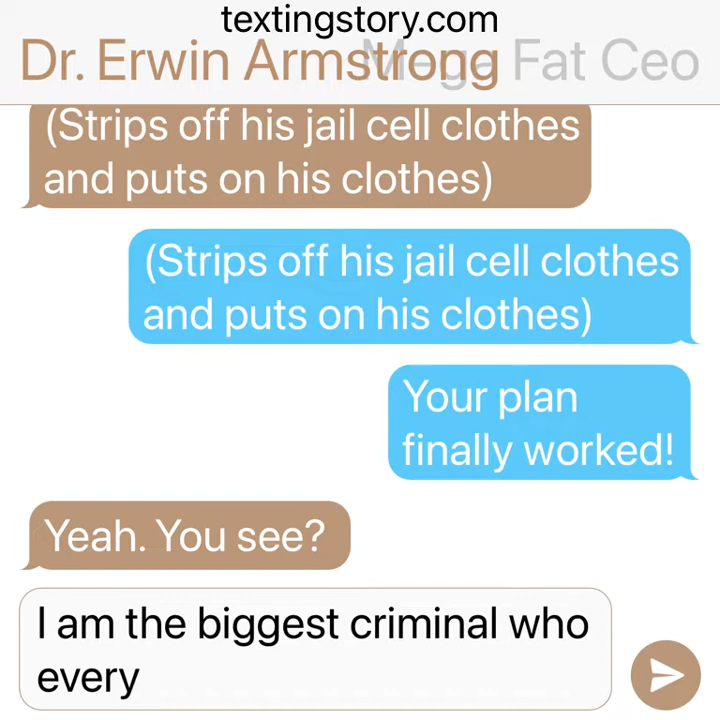 textingstory.com
Dr. Erwin Armstrong Fat Ceo
(Strips off his jail cell clothes
and puts on his clothes)
(Strips off his jail cell clothes
and puts on his clothes)
Your plan
finally worked!
Yeah. You see?
I am the biggest criminal who
every